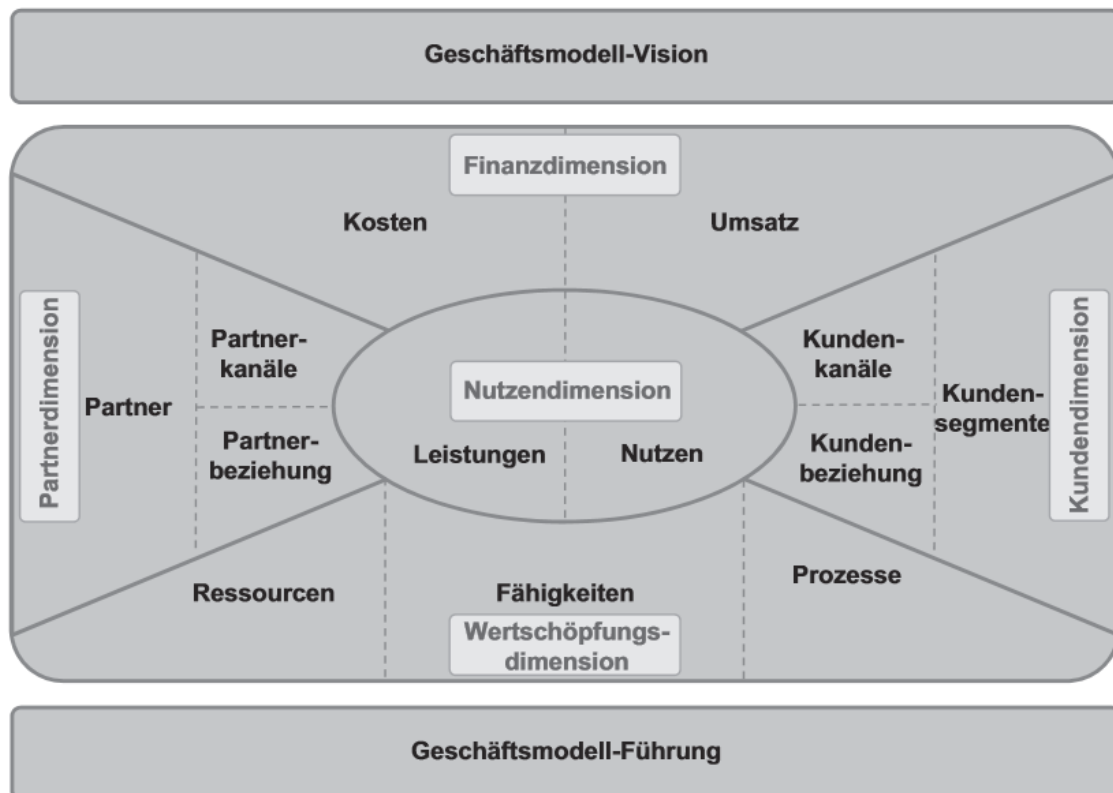 Geschäftsmodell-Vision
Finanzdimension
Kosten
Umsatz
Partnerdimension
Partner
Partner-
kanäle
Partner-
beziehung
Nutzendimension
Leistungen
Nutzen
Kunden-
kanäle
Kunden-
beziehung
Kunden-
segmente
Kundendimension
Ressourcen
Fähigkeiten
Prozesse
Wertschöpfungs-
dimension
Geschäftsmodell-Führung